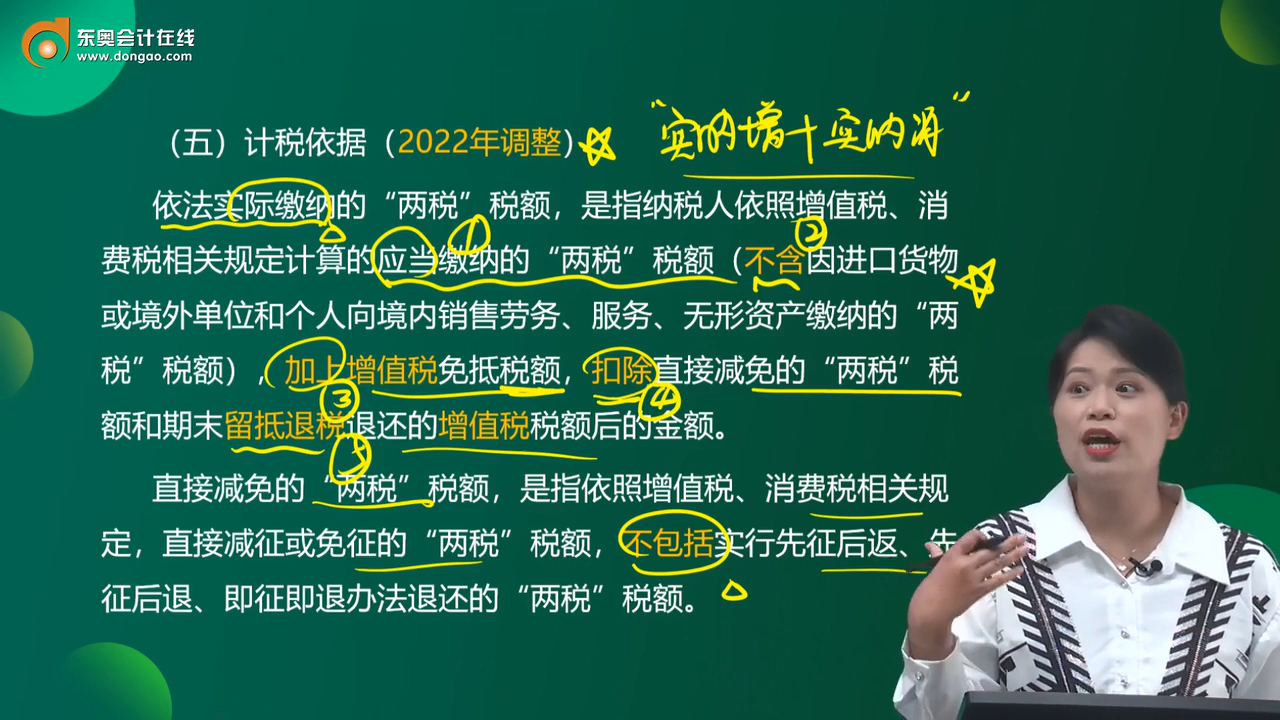 东奥会计在线
www.dongao.com
“实纳增+实纳消”
（五）计税依据（2022年调整）
依法实际缴纳的“两税”税额，是指纳税人依照增值税、消
①
②
费税相关规定计算的应当缴纳的“两税”税额（不含因进口货物
或境外单位和个人向境内销售劳务、服务、无形资产缴纳的“两
税”税额），加上增值税免抵税额，扣除直接减免的“两税”税
③
④
额和期末留抵退税退还的增值税税额后的金额。
⑤
直接减免的“两税”税额，是指依照增值税、消费税相关规
定，直接减征或免征的“两税”税额，不包括实行先征后返、先
征后退、即征即退办法退还的“两税”税额。